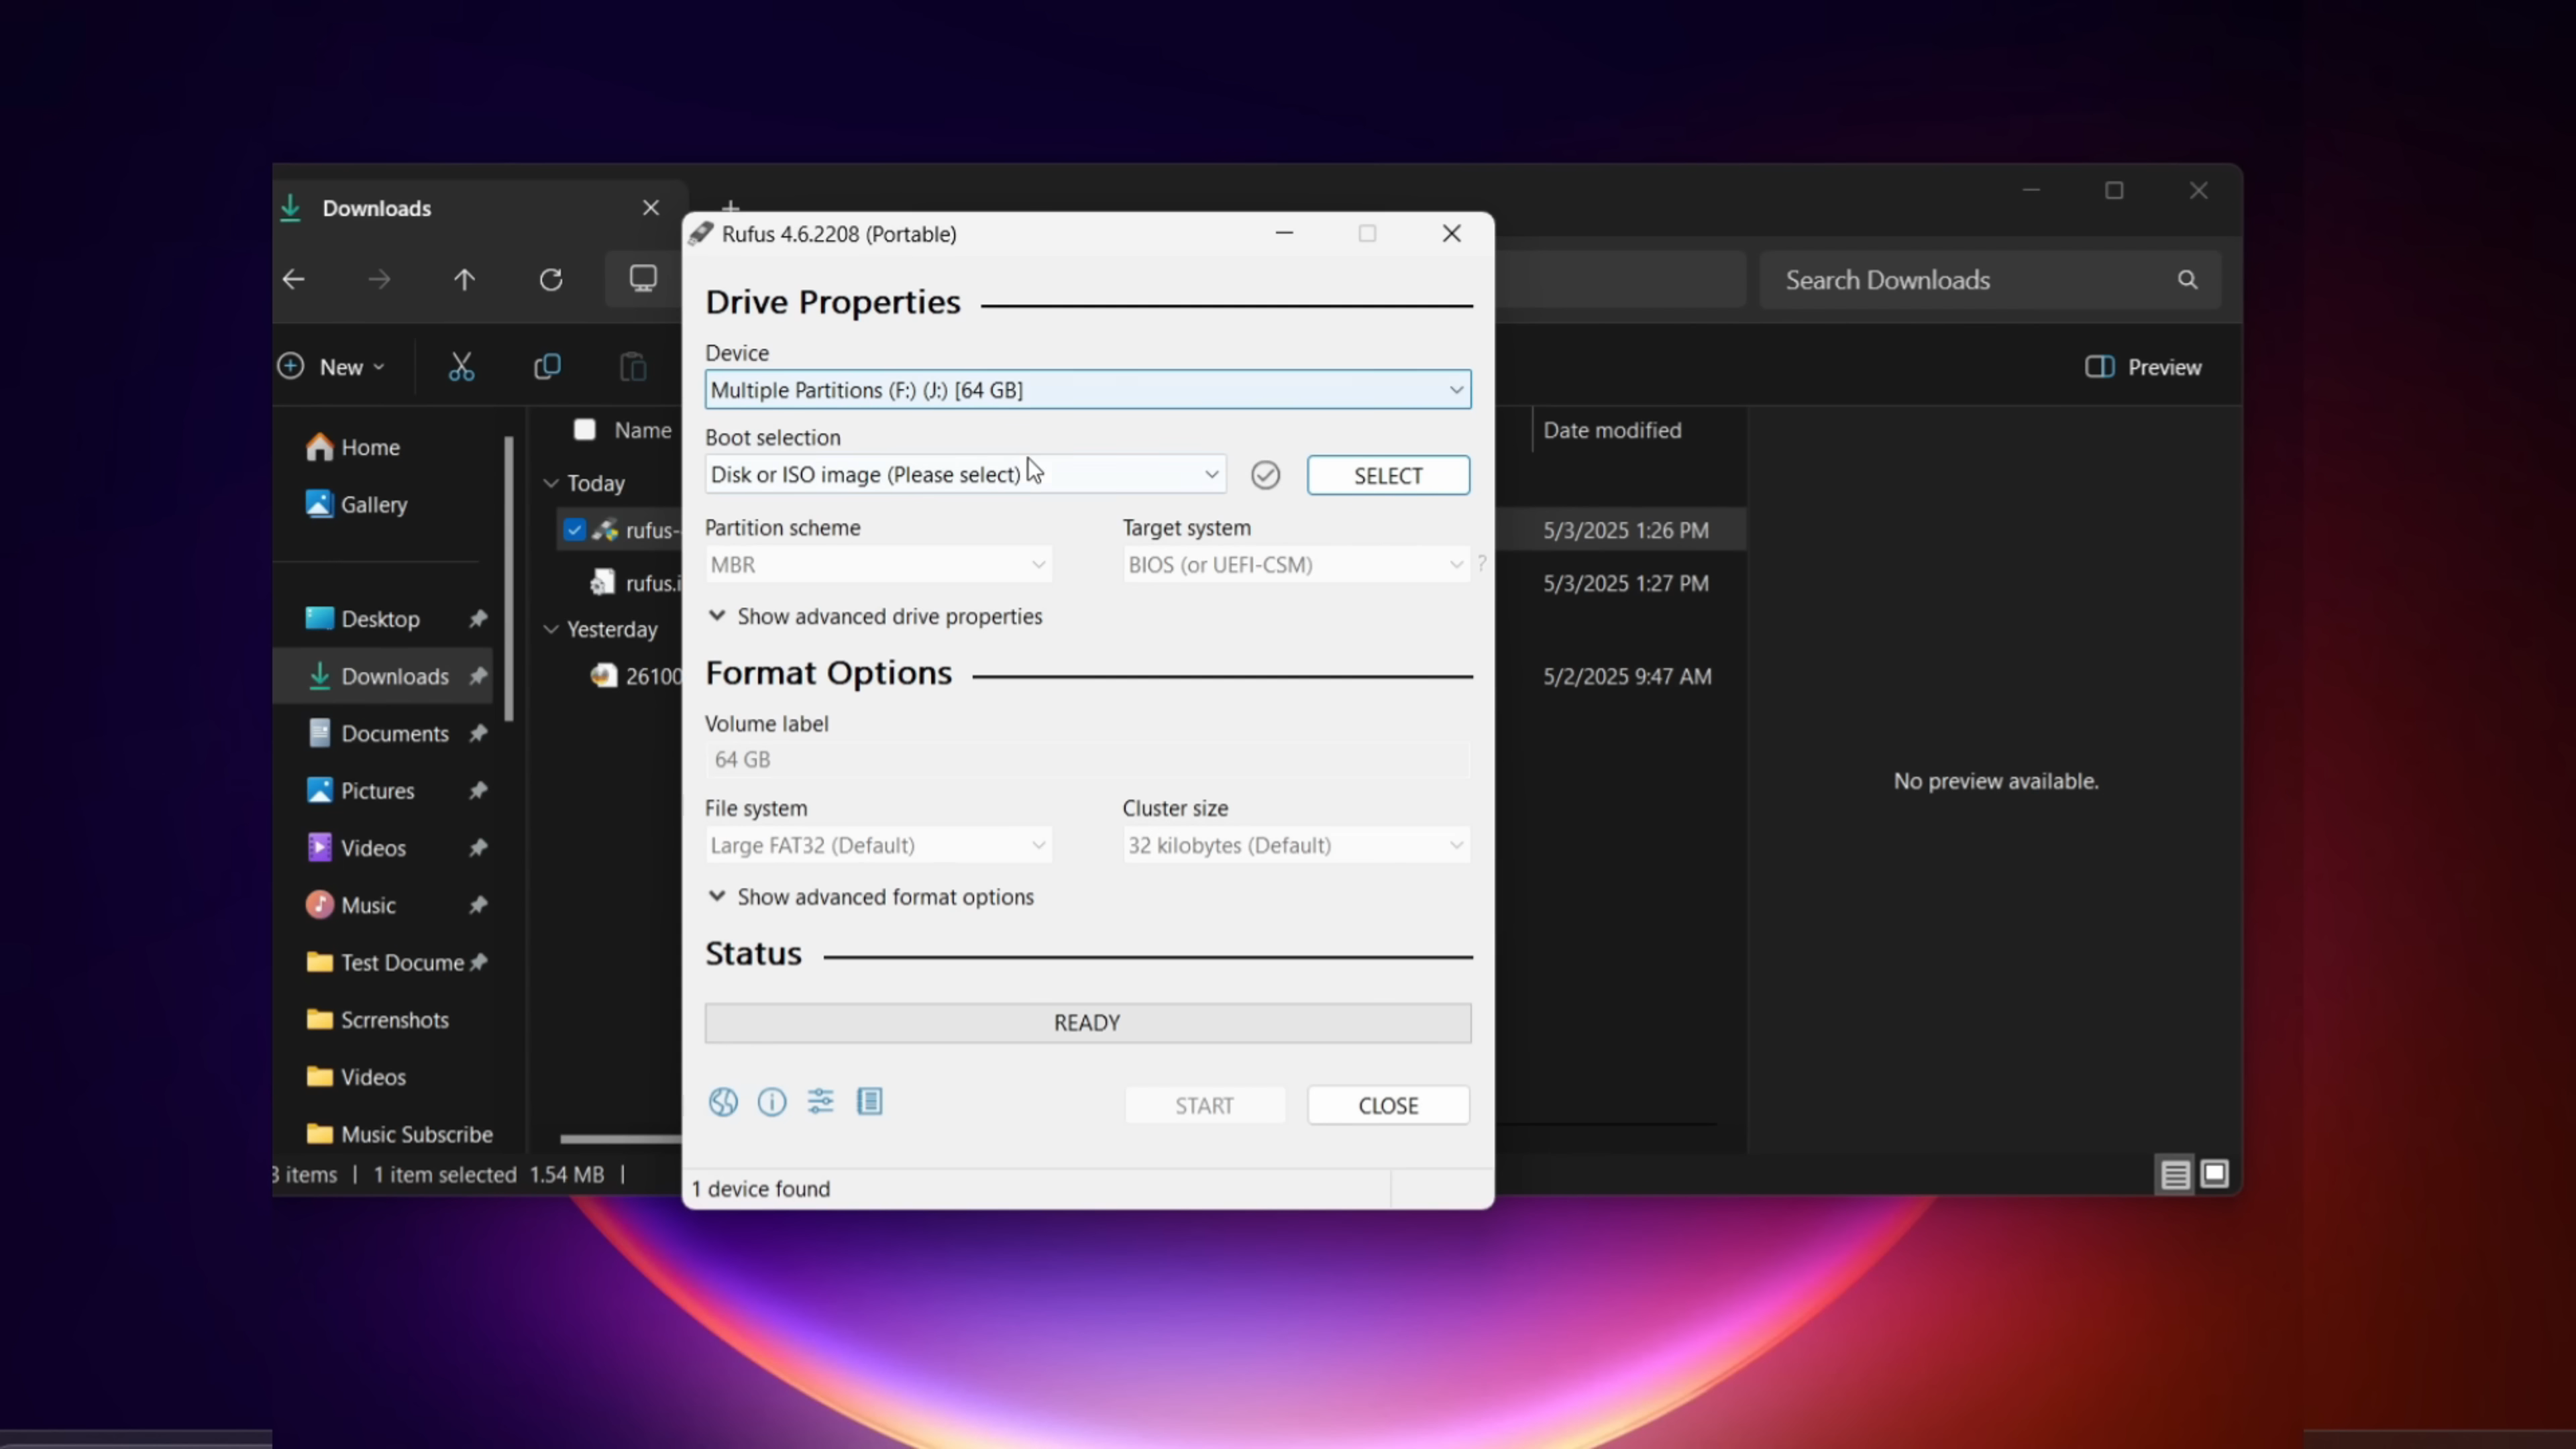 Downloads
Search Downloads
New
Preview
Home
Gallery
Desktop
Downloads
Documents
Pictures
Videos
Music
Test Docume
Scrrenshots
Videos
Music Subscribe
Name
Date modified
Today
rufus-
5/3/2025 1:26 PM
rufus.i
5/3/2025 1:27 PM
Yesterday
26100
5/2/2025 9:47 AM
No preview available.
3 items | 1 item selected 1.54 MB |
Rufus 4.6.2208 (Portable)
Drive Properties
Device
Multiple Partitions (F:) (J:) [64 GB]
Boot selection
Disk or ISO image (Please select)
SELECT
Partition scheme
Target system
MBR
BIOS (or UEFI-CSM)
?
Show advanced drive properties
Format Options
Volume label
64 GB
File system
Cluster size
Large FAT32 (Default)
32 kilobytes (Default)
Show advanced format options
Status
READY
START
CLOSE
1 device found